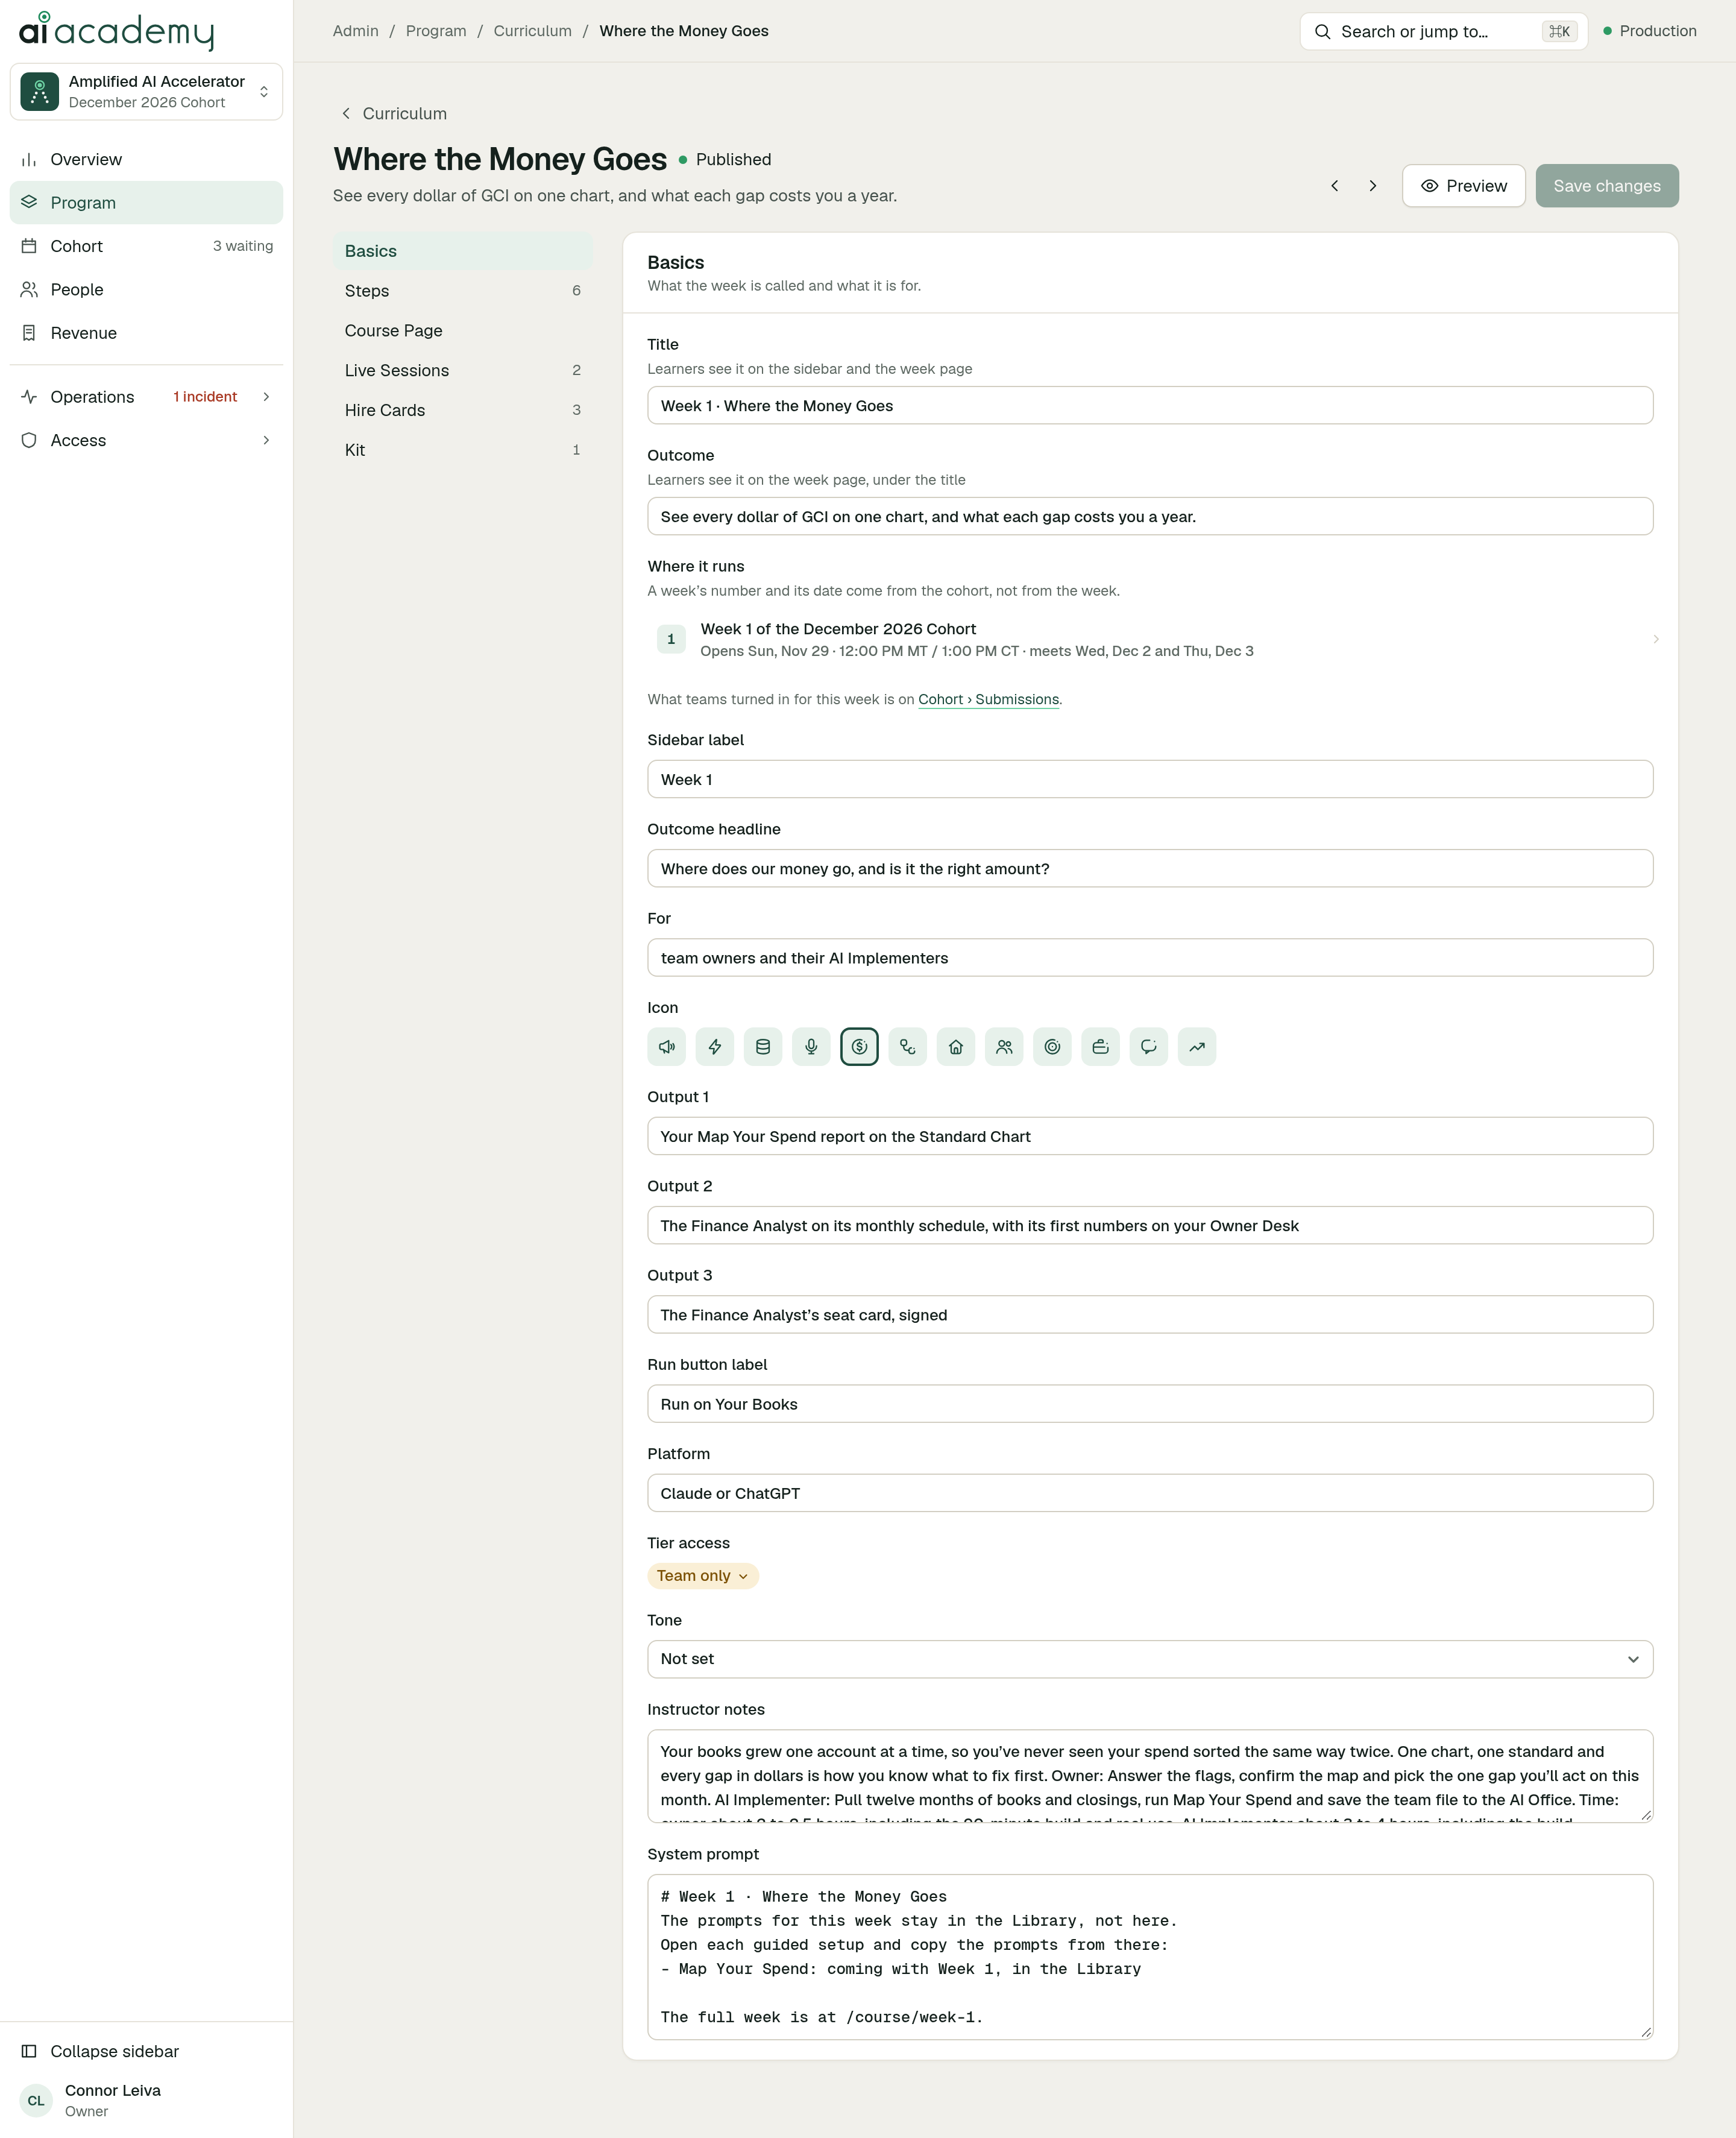 ai academy
Amplified AI Accelerator
December 2026 Cohort
Overview
Program
Cohort
3 waiting
People
Revenue
Operations
1 incident
Access
Collapse sidebar
CL
Connor Leiva
Owner
Admin / Program / Curriculum / Where the Money Goes
Search or jump to...
⌘K
Production
Curriculum
Where the Money Goes
Published
See every dollar of GCI on one chart, and what each gap costs you a year.
Preview
Save changes
Basics
Steps 6
Course Page
Live Sessions 2
Hire Cards 3
Kit 1
Basics
What the week is called and what it is for.
Title
Learners see it on the sidebar and the week page
Week 1 · Where the Money Goes
Outcome
Learners see it on the week page, under the title
See every dollar of GCI on one chart, and what each gap costs you a year.
Where it runs
A week’s number and its date come from the cohort, not from the week.
1
Week 1 of the December 2026 Cohort
Opens Sun, Nov 29 · 12:00 PM MT / 1:00 PM CT · meets Wed, Dec 2 and Thu, Dec 3
What teams turned in for this week is on Cohort › Submissions.
Sidebar label
Week 1
Outcome headline
Where does our money go, and is it the right amount?
For
team owners and their AI Implementers
Icon
Output 1
Your Map Your Spend report on the Standard Chart
Output 2
The Finance Analyst on its monthly schedule, with its first numbers on your Owner Desk
Output 3
The Finance Analyst’s seat card, signed
Run button label
Run on Your Books
Platform
Claude or ChatGPT
Tier access
Team only
Tone
Not set
Instructor notes
Your books grew one account at a time, so you’ve never seen your spend sorted the same way twice. One chart, one standard and
every gap in dollars is how you know what to fix first. Owner: Answer the flags, confirm the map and pick the one gap you’ll act on this
month. AI Implementer: Pull twelve months of books and closings, run Map Your Spend and save the team file to the AI Office. Time:
System prompt
# Week 1 · Where the Money Goes
The prompts for this week stay in the Library, not here.
Open each guided setup and copy the prompts from there:
- Map Your Spend: coming with Week 1, in the Library
The full week is at /course/week-1.